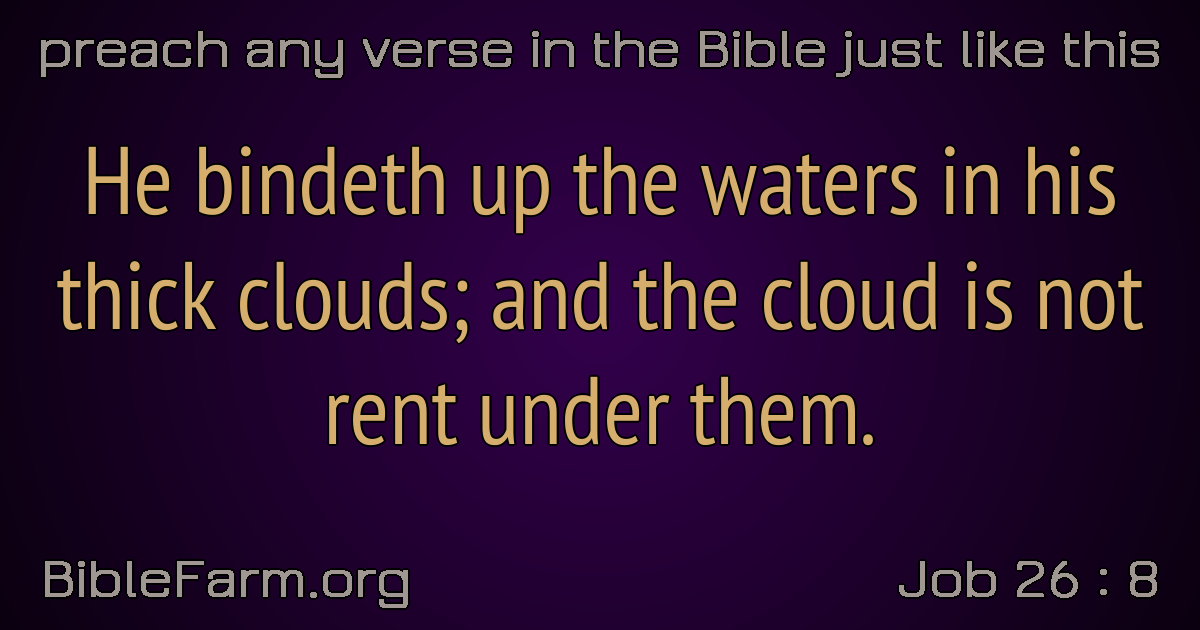 preach any verse in the Bible just like this
He bindeth up the waters in his
thick clouds; and the cloud is not
rent under them.
BibleFarm.org
Job 26 : 8